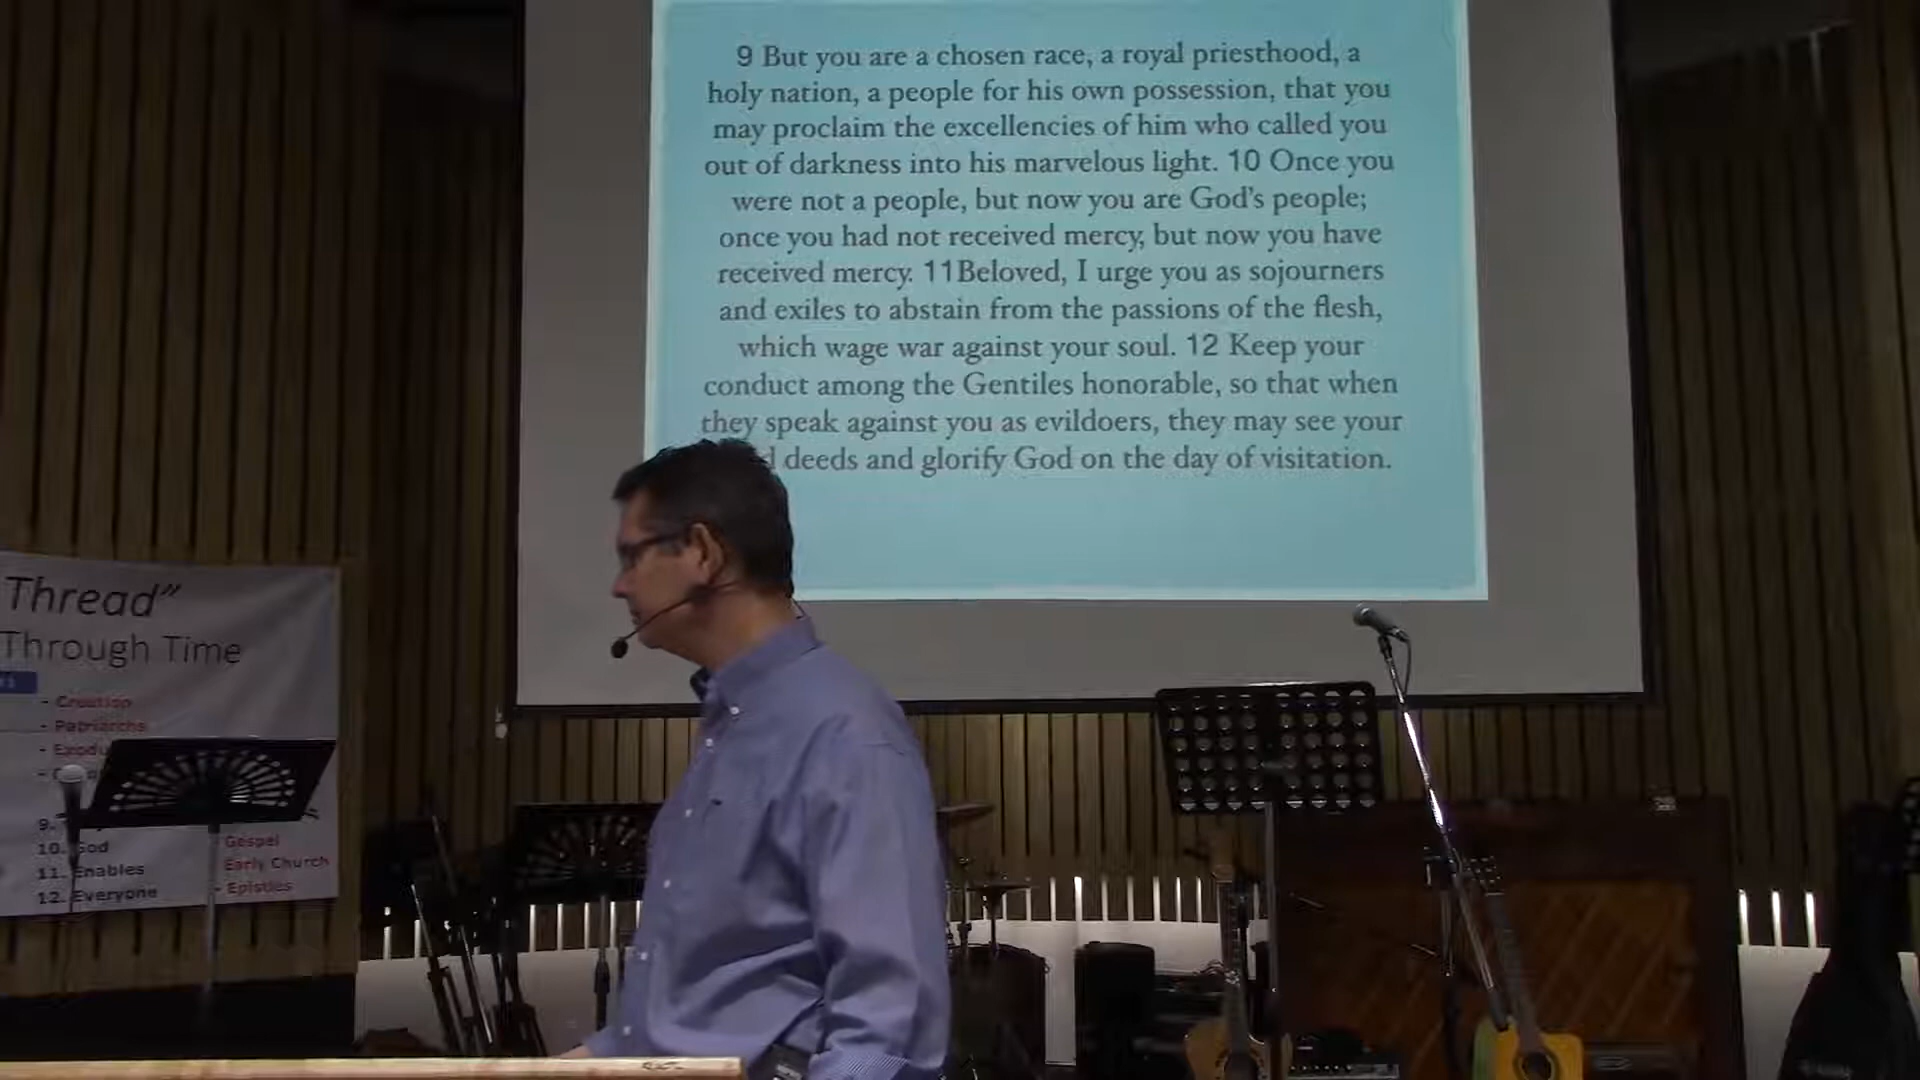 9 But you are a chosen race, a royal priesthood, a
holy nation, a people for his own possession, that you
may proclaim the excellencies of him who called you
out of darkness into his marvelous light. 10 Once you
were not a people, but now you are God's people;
once you had not received mercy, but now you have
received mercy. 11Beloved, I urge you as sojourners
and exiles to abstain from the passions of the flesh,
which wage war against your soul. 12 Keep your
conduct among the Gentiles honorable, so that when
they speak against you as evildoers, they may see your
deeds and glorify God on the day of visitation.
Thread”
Through Time
- Creation
- Patriarchs
9.
10. God
11. Enables
12. Everyone
- Gospel
Early Church
- Epistles